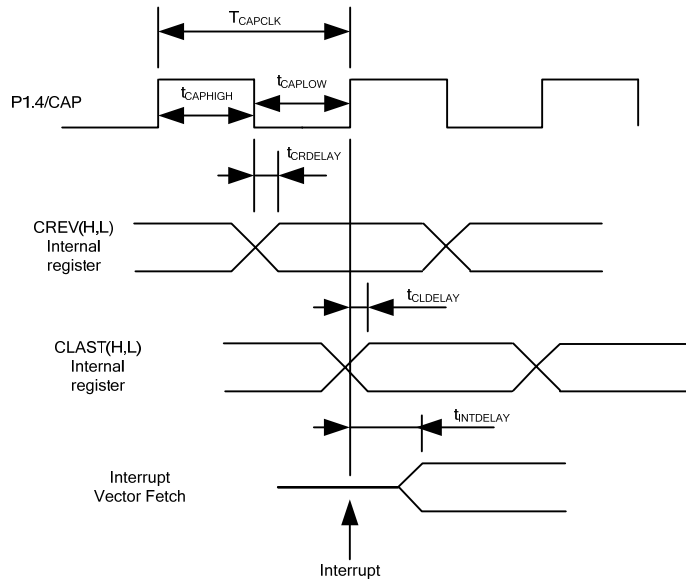 TCAPCLK
P1.4/CAP
tCAPHIGH
tCAPLOW
tCRDELAY
CREV(H,L)
Internal
register
tCLDELAY
CLAST(H,L)
Internal
register
tINTDELAY
Interrupt
Vector Fetch
Interrupt